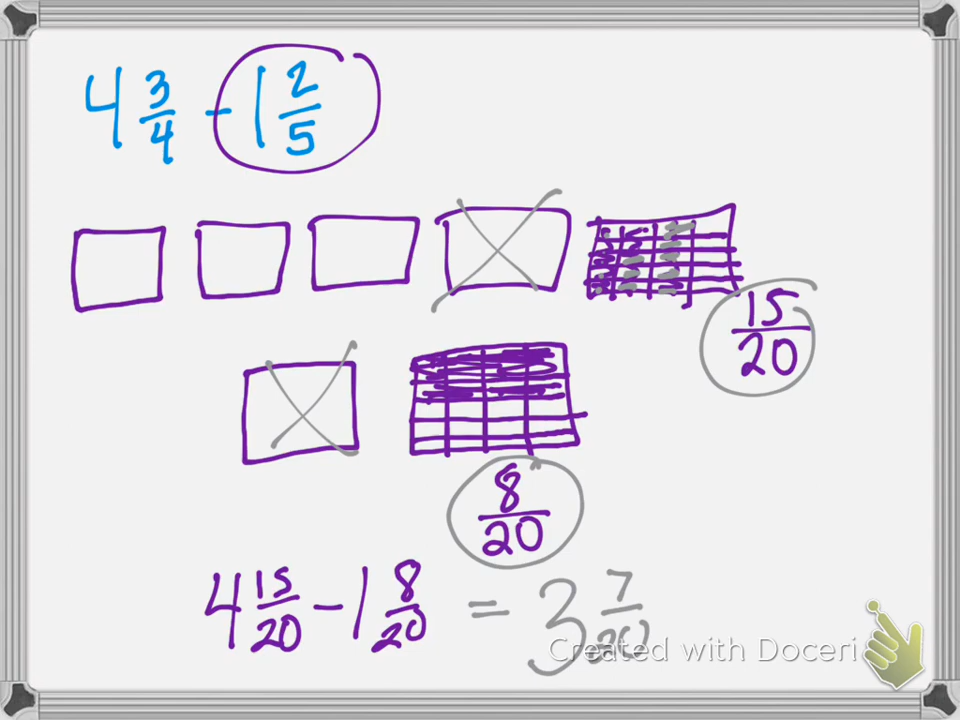 4 3/4 - 1 2/5
15/20
8/20
4 15/20 - 1 8/20 = 3 7/20
Created with Doceri